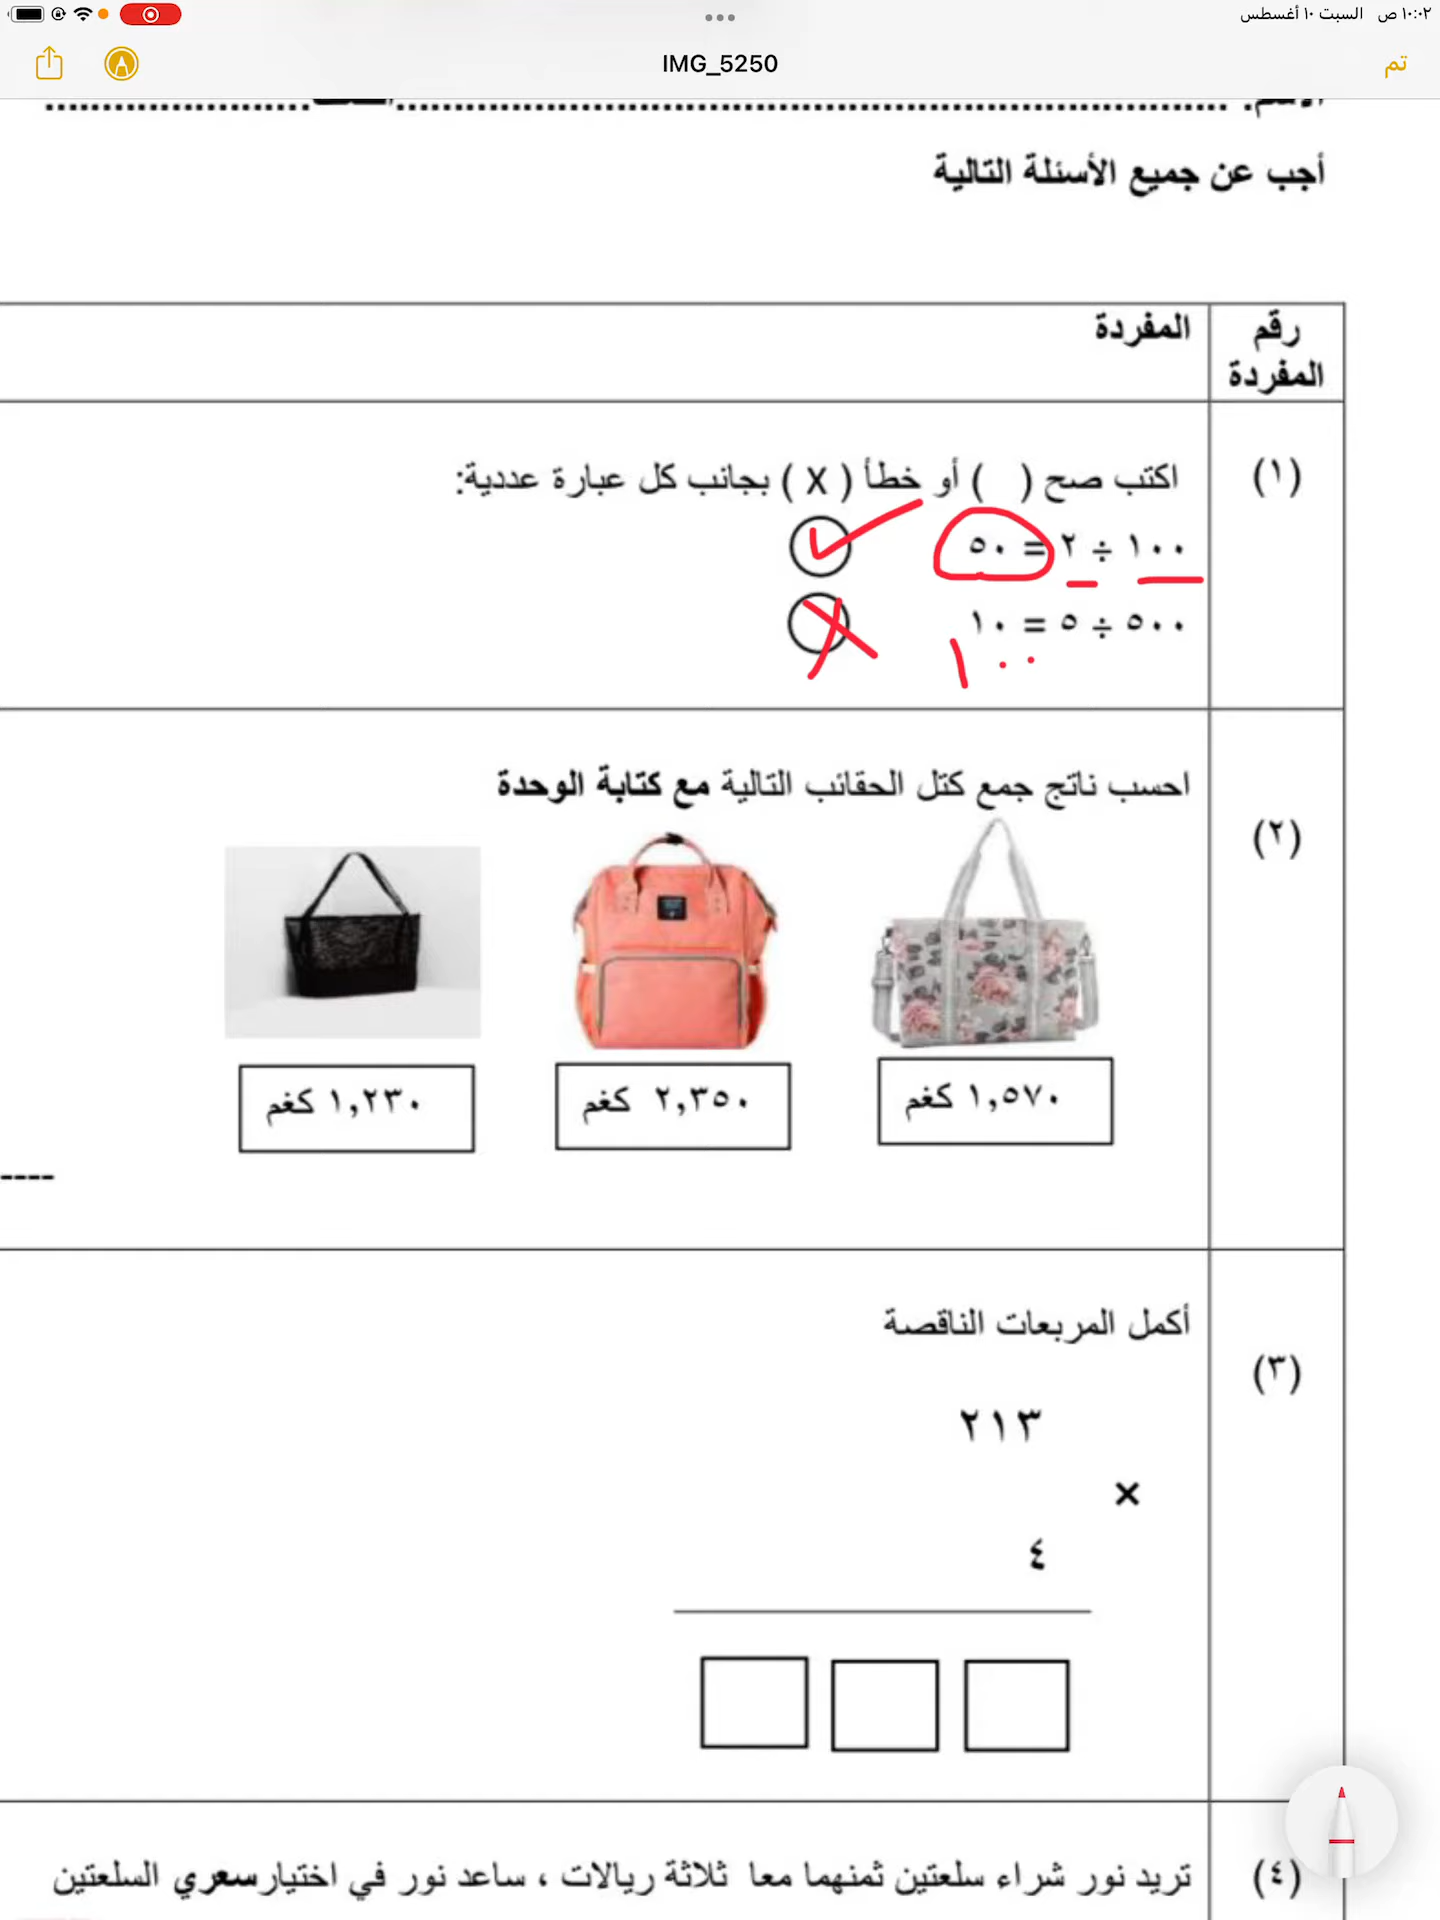 ١٠:٠٢ ص السبت ١٠ أغسطس
IMG_5250
تم
أجب عن جميع الأسئلة التالية
رقم المفردة
المفردة
(١)
اكتب صح ( ) أو خطأ ( X ) بجانب كل عبارة عددية:
١٠٠ ÷ ٢ = ٥٠
٥٠٠ ÷ ٥ = ١٠
١٠٠
(٢)
احسب ناتج جمع كتل الحقائب التالية مع كتابة الوحدة
١,٥٧٠ كغم
٢,٣٥٠ كغم
١,٢٣٠ كغم
----
(٣)
أكمل المربعات الناقصة
٢١٣
×
٤
(٤)
تريد نور شراء سلعتين ثمنهما معا ثلاثة ريالات ، ساعد نور في اختيارسعري السلعتين